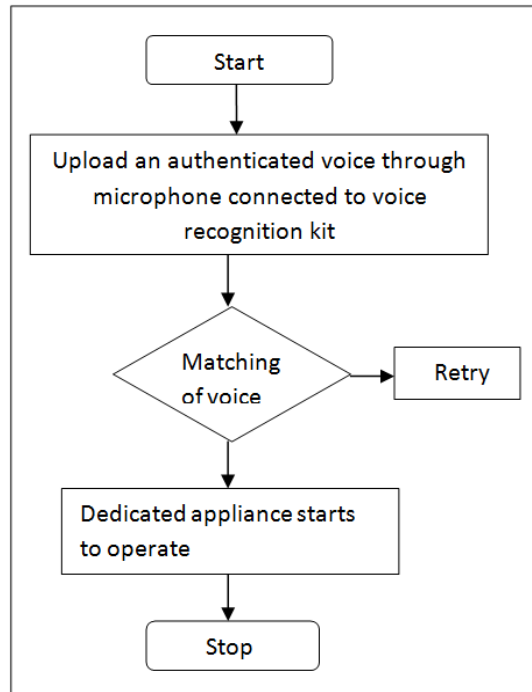 Start
Upload an authenticated voice through
microphone connected to voice
recognition kit
Matching
of voice
Retry
Dedicated appliance starts
to operate
Stop